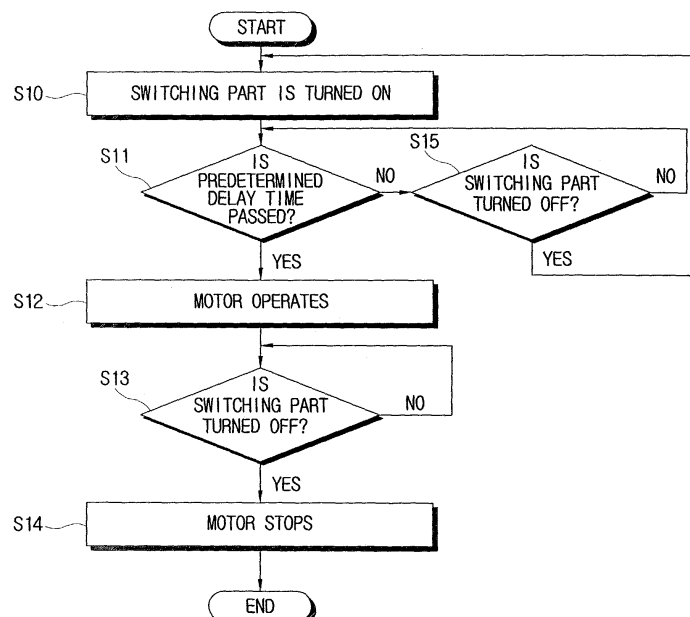 START
S10
SWITCHING PART IS TURNED ON
S11
IS
PREDETERMINED
DELAY TIME
PASSED?
NO
S15
IS
SWITCHING PART
TURNED OFF?
NO
YES
YES
S12
MOTOR OPERATES
S13
IS
SWITCHING PART
TURNED OFF?
NO
YES
S14
MOTOR STOPS
END